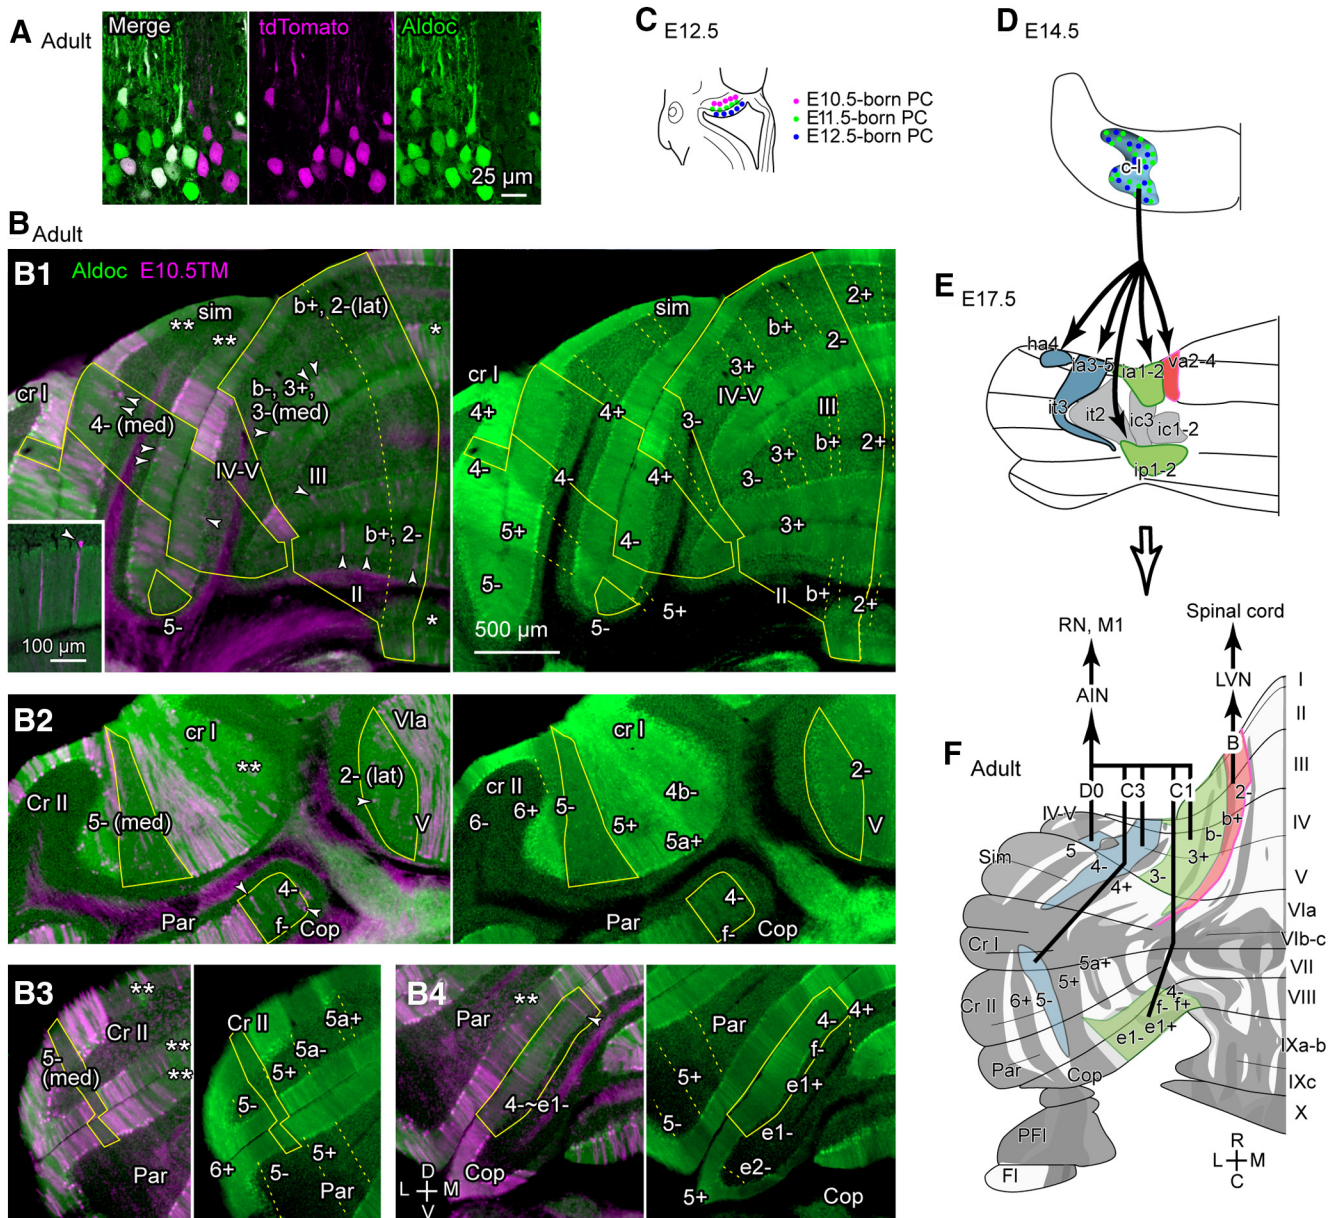 A Adult
Merge
tdTomato
Aldoc
25 µm
B Adult
B1 Aldoc E10.5TM
sim
**
**
b+, 2-(lat)
*
cr I
b-, 3+,
3-(med)
4- (med)
IV-V
III
b+, 2-
II
*
5-
100 µm
sim
2+
b+
2-
3+
IV-V
cr I
4+
4+
3-
III
b+
2+
4-
4-
4+
3+
3-
5+
3+
4-
5-
b+
2+
II
5-
5+
500 µm
B2
cr I
VIa
**
Cr II
2- (lat)
5- (med)
V
4-
Par
f-
Cop
cr I
cr II
6+
5-
4b-
2-
6-
5+
5a+
V
4-
Par
f-
Cop
B3
**
Cr II
5-
(med)
**
**
Par
Cr II
5a+
5a-
5+
5-
5+
6+
5-
Par
B4
**
Par
4-~e1-
Cop
D
L M
V
4+
Par
4-
f-
5+
e1+
5-
e1-
e2-
5+
Cop
C E12.5
E10.5-born PC
E11.5-born PC
E12.5-born PC
D E14.5
c-l
E E17.5
ha4
ia3-5
ia1-2
va2-4
it3
it2
ic3
ic1-2
ip1-2
RN, M1
Spinal cord
AIN
LVN
I
II
B
F Adult
III
D0 C3 C1
2-
IV-V
b+
IV
b-
5
3+
Sim
4-
3-
V
4+
VIa
Cr I
VIb-c
5a+
VII
5+
6+ 5-
4-
VIII
Cr II
f- f+
e1- e1+
IXa-b
Par
Cop
IXc
X
PFl
R
L M
C
Fl